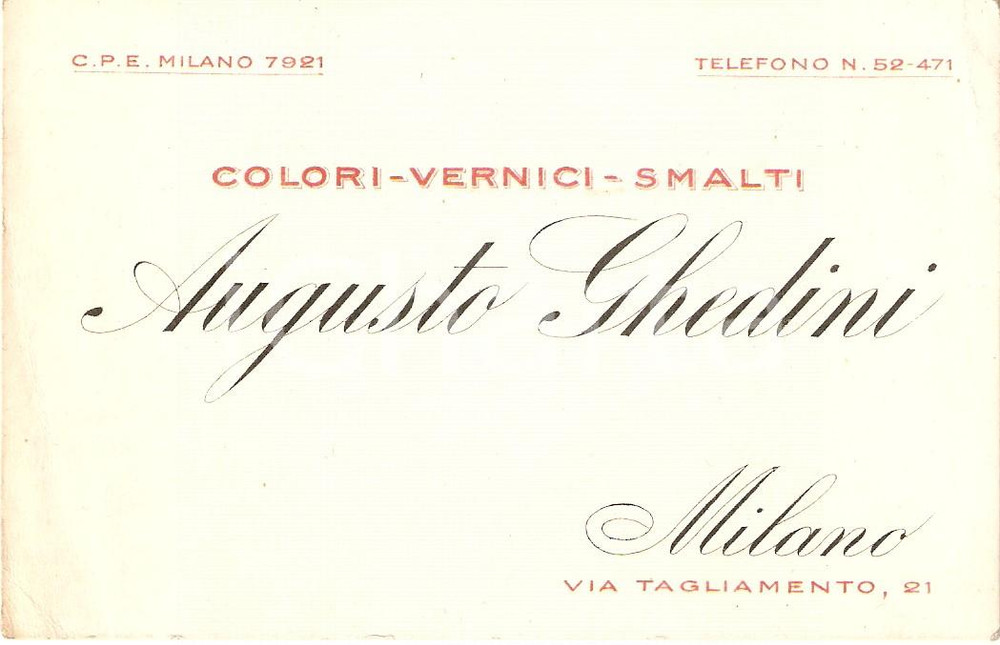 C.P.E. MILANO 7921
TELEFONO N. 52-471
COLORI-VERNICI-SMALTI
Augusto Ghedini
Milano
VIA TAGLIAMENTO, 21